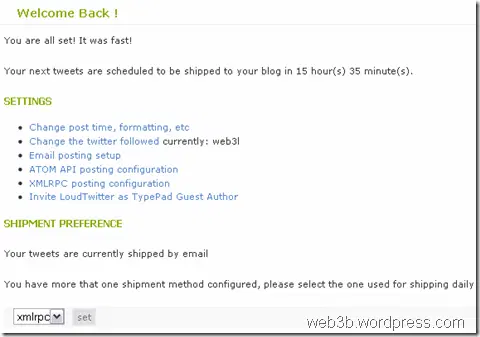 Welcome Back !
You are all set! It was fast!
Your next tweets are scheduled to be shipped to your blog in 15 hour(s) 35 minute(s).
SETTINGS
Change post time, formatting, etc
Change the twitter followed currently: web3l
Email posting setup
ATOM API posting configuration
XMLRPC posting configuration
Invite LoudTwitter as TypePad Guest Author
SHIPMENT PREFERENCE
Your tweets are currently shipped by email
You have more that one shipment method configured, please select the one used for shipping daily
xmlrpc set
web3b.wordpress.com